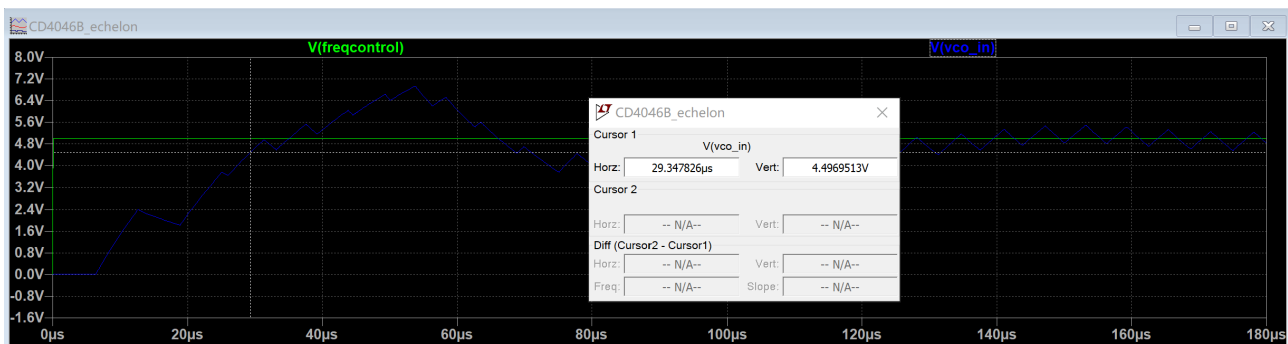 CD4046B_echelon
V(freqcontrol) V(vco_in)
8.0V
7.2V
6.4V
5.6V
4.8V
4.0V
3.2V
2.4V
1.6V
0.8V
0.0V
-0.8V
-1.6V
0µs 20µs 40µs 60µs 80µs 100µs 120µs 140µs 160µs 180µs
CD4046B_echelon
Cursor 1
V(vco_in)
Horz: 29.347826µs Vert: 4.4969513V
Cursor 2
Horz: -- N/A-- Vert: -- N/A--
Diff (Cursor2 - Cursor1)
Horz: -- N/A-- Vert: -- N/A--
Freq: -- N/A-- Slope: -- N/A--